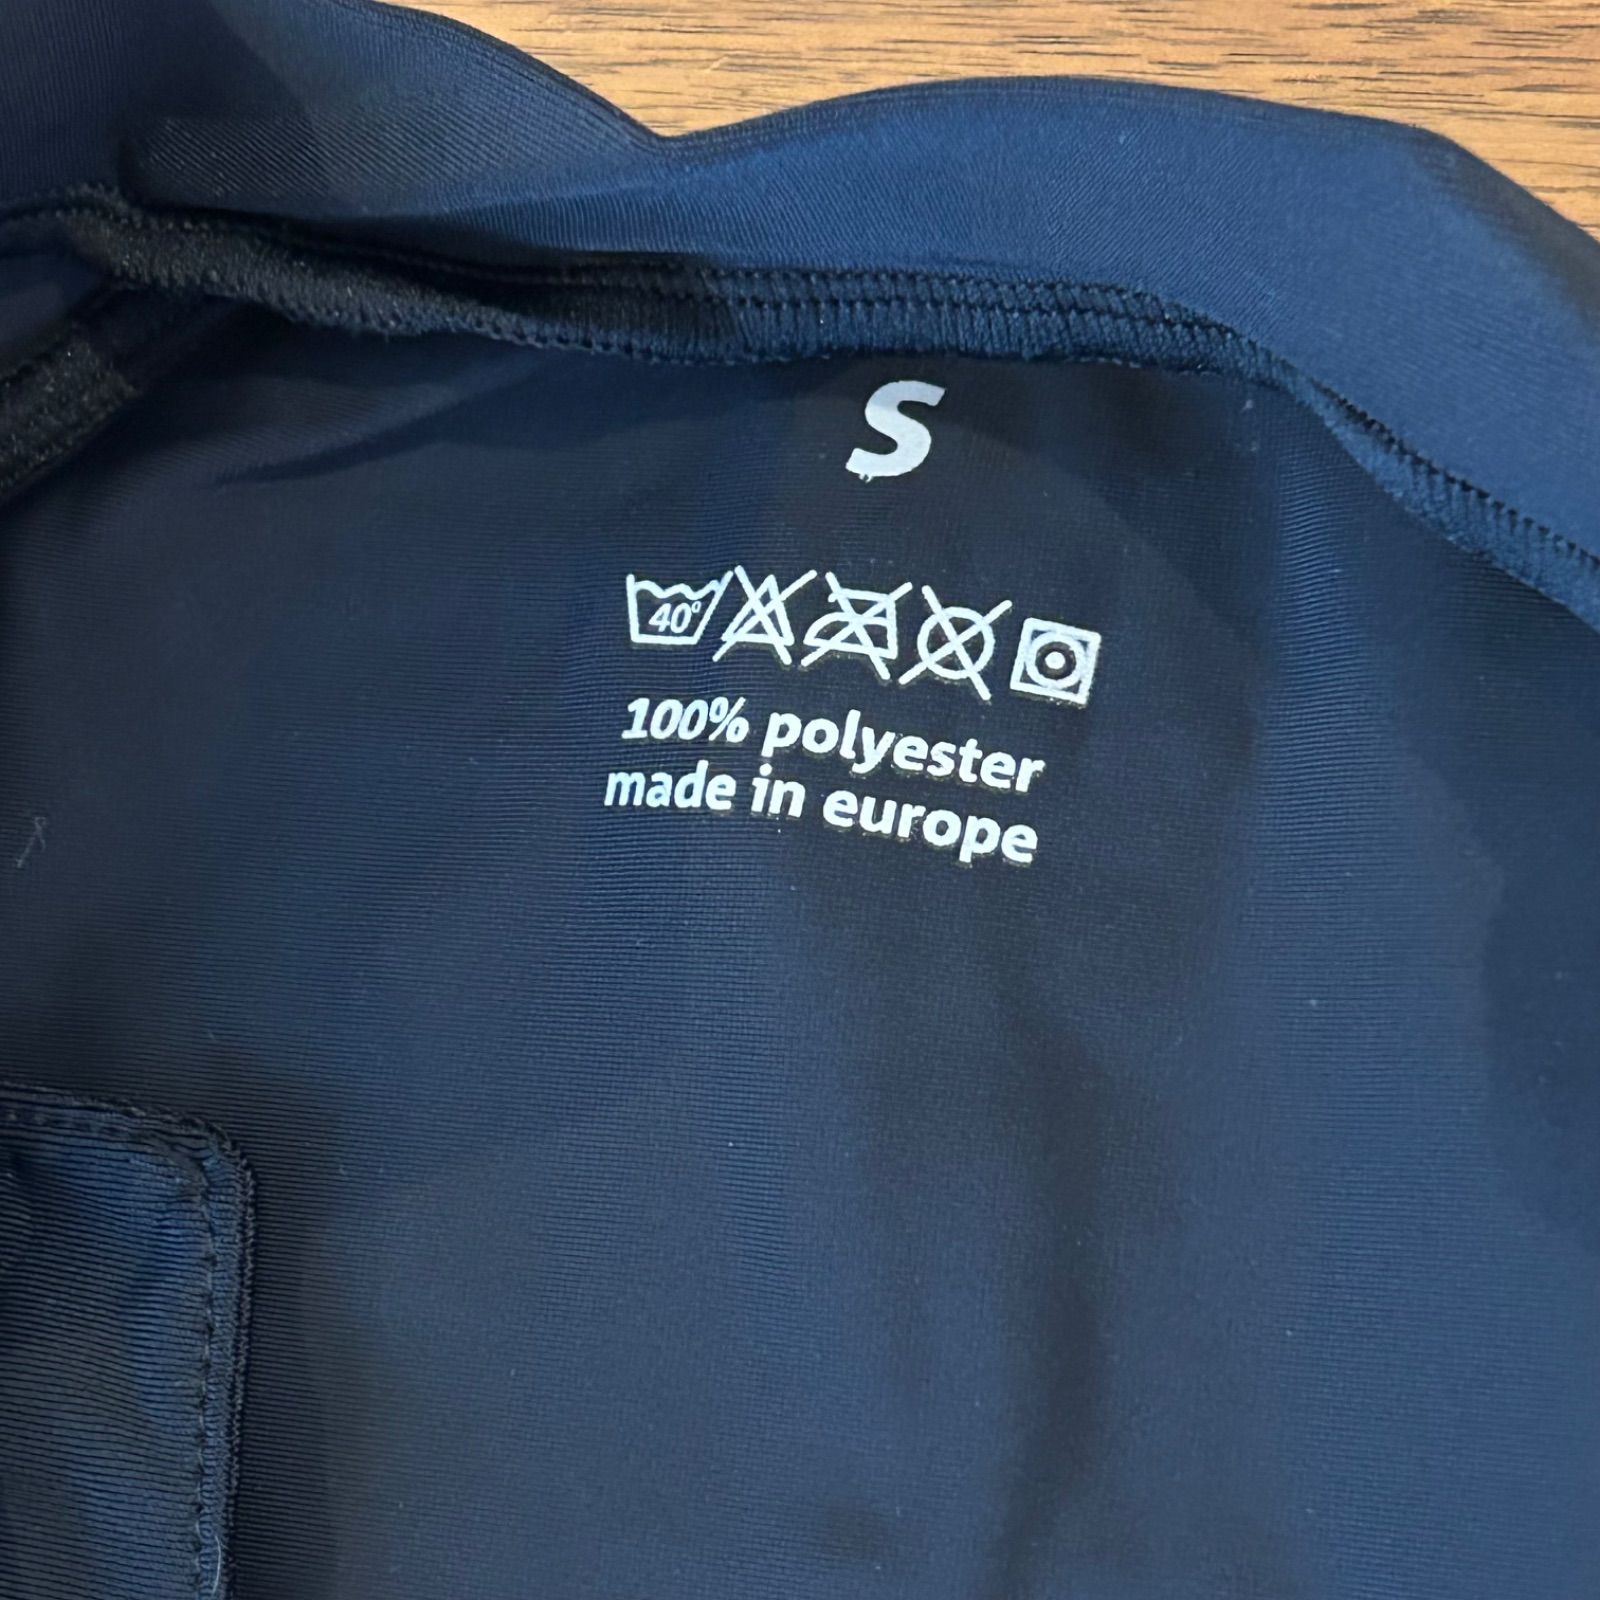 S
40°
100% polyester
made in europe